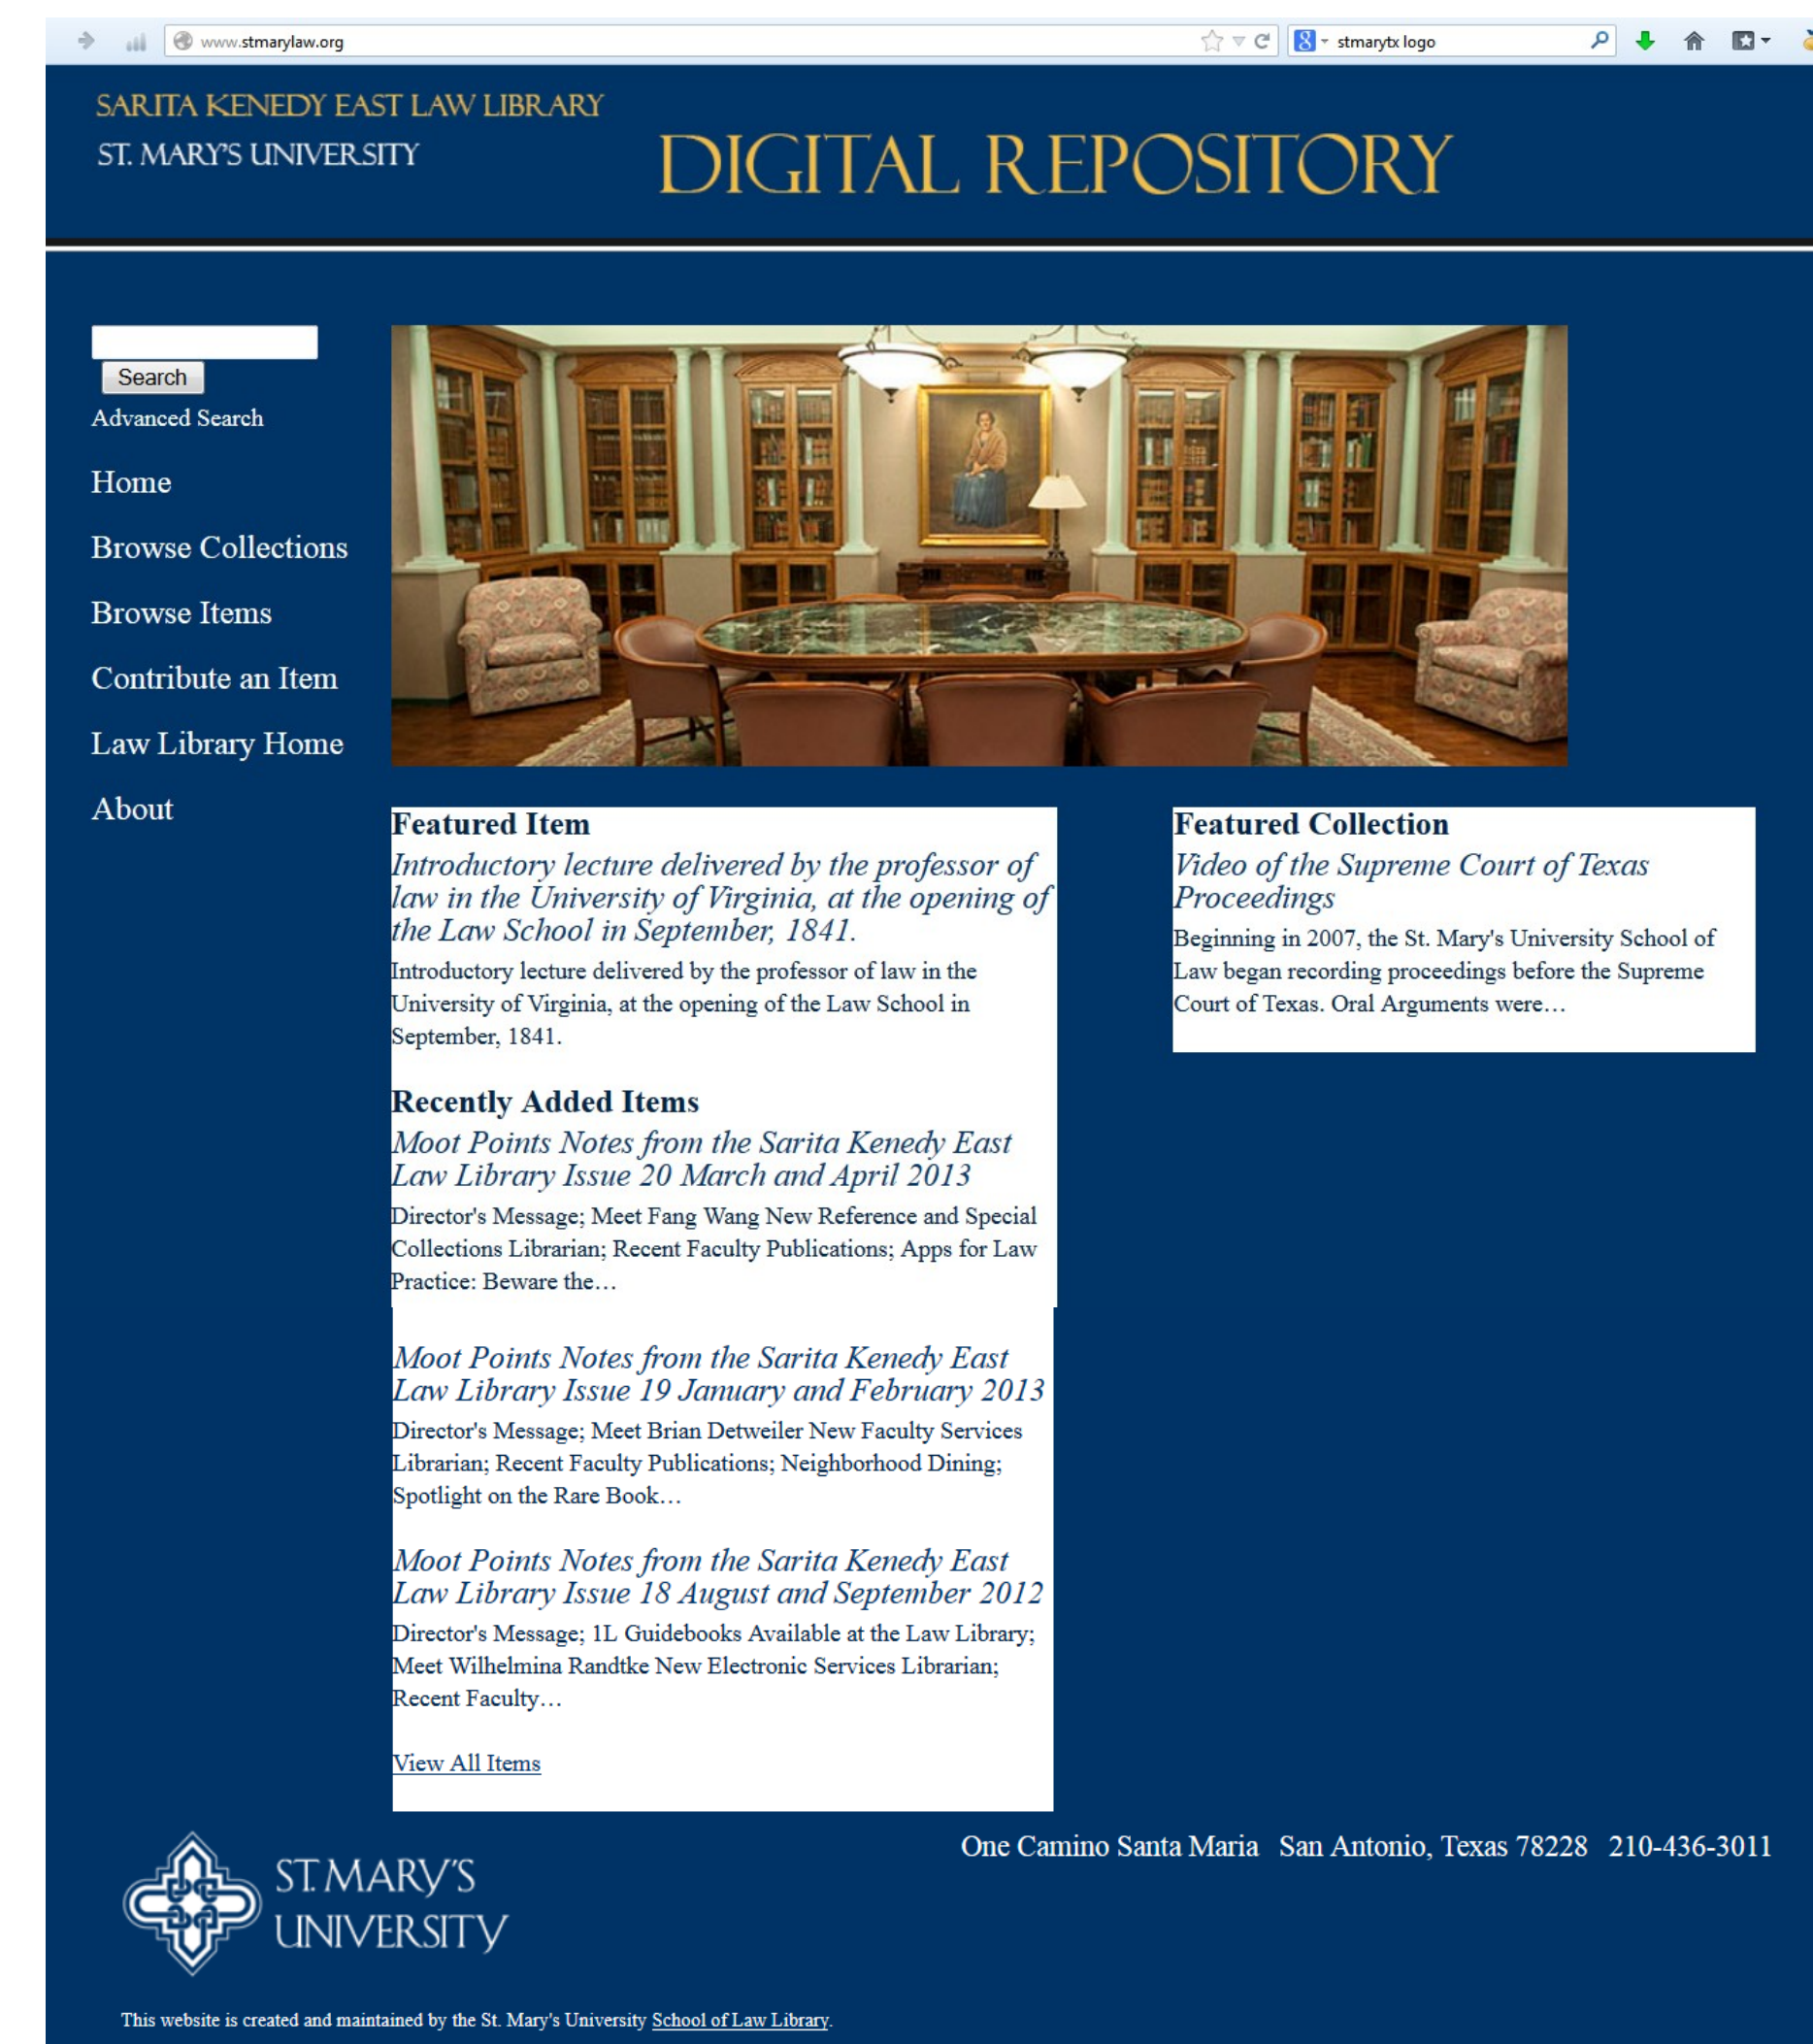 www.stmarylaw.org
stmarytx logo
SARITA KENEDY EAST LAW LIBRARY
ST. MARY'S UNIVERSITY
DIGITAL REPOSITORY
Search
Advanced Search
Home
Browse Collections
Browse Items
Contribute an Item
Law Library Home
About
Featured Item
Introductory lecture delivered by the professor of
law in the University of Virginia, at the opening of
the Law School in September, 1841.
Introductory lecture delivered by the professor of law in the
University of Virginia, at the opening of the Law School in
September, 1841.
Recently Added Items
Moot Points Notes from the Sarita Kenedy East
Law Library Issue 20 March and April 2013
Director's Message; Meet Fang Wang New Reference and Special
Collections Librarian; Recent Faculty Publications; Apps for Law
Practice: Beware the…
Moot Points Notes from the Sarita Kenedy East
Law Library Issue 19 January and February 2013
Director's Message; Meet Brian Detweiler New Faculty Services
Librarian; Recent Faculty Publications; Neighborhood Dining;
Spotlight on the Rare Book…
Moot Points Notes from the Sarita Kenedy East
Law Library Issue 18 August and September 2012
Director's Message; 1L Guidebooks Available at the Law Library;
Meet Wilhelmina Randtke New Electronic Services Librarian;
Recent Faculty…
View All Items
Featured Collection
Video of the Supreme Court of Texas
Proceedings
Beginning in 2007, the St. Mary's University School of
Law began recording proceedings before the Supreme
Court of Texas. Oral Arguments were…
One Camino Santa Maria San Antonio, Texas 78228 210-436-3011
ST. MARY'S
UNIVERSITY
This website is created and maintained by the St. Mary's University School of Law Library.